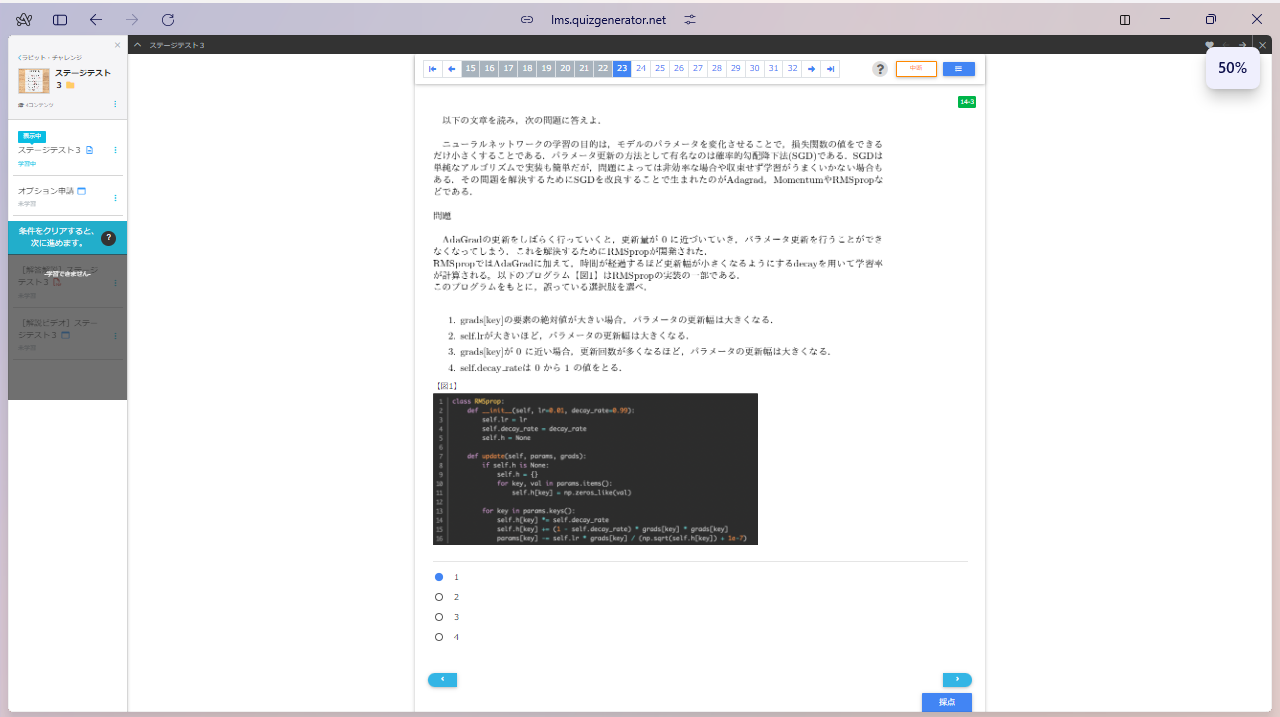 lms.quizgenerator.net
50%
ステージテスト３
くラビット・チャレンジ
ステージテスト
3
eコンテンツ
表示中
ステージテスト３
学習中
オプション申請
未学習
条件をクリアすると、
次に進めます。
?
学習できません
テスト３
未学習
［解説ビデオ］ステー
ジテスト３
未学習
15 16 17 18 19 20 21 22 23 24 25 26 27 28 29 30 31 32
?
中断
14-3
以下の文章を読み，次の問題に答えよ．
ニューラルネットワークの学習の目的は，モデルのパラメータを変化させることで，損失関数の値をできる
だけ小さくすることである．パラメータ更新の方法として有名なのは確率的勾配降下法(SGD)である．SGDは
単純なアルゴリズムで実装も簡単だが，問題によっては非効率な場合や収束せず学習がうまくいかない場合も
ある．その問題を解決するためにSGDを改良することで生まれたのがAdagrad，MomentumやRMSpropな
どである．
問題
AdaGradの更新をしばらく行っていくと，更新量が 0 に近づいていき，パラメータ更新を行うことができ
なくなってしまう．これを解決するためにRMSpropが開発された．
RMSpropではAdaGradに加えて，時間が経過するほど更新幅が小さくなるようにするdecayを用いて学習率
が計算される。以下のプログラム【図1】はRMSpropの実装の一部である．
このプログラムをもとに，誤っている選択肢を選べ．
1. grads[key]の要素の絶対値が大きい場合，パラメータの更新幅は大きくなる．
2. self.lrが大きいほど，パラメータの更新幅は大きくなる．
3. grads[key]が 0 に近い場合，更新回数が多くなるほど，パラメータの更新幅は大きくなる．
4. self.decay_rateは 0 から 1 の値をとる．
【図1】
1 class RMSprop:
2 def __init__(self, lr=0.01, decay_rate=0.99):
3 self.lr = lr
4 self.decay_rate = decay_rate
5 self.h = None
6
7 def update(self, params, grads):
8 if self.h is None:
9 self.h = {}
10 for key, val in params.items():
11 self.h[key] = np.zeros_like(val)
12
13 for key in params.keys():
14 self.h[key] *= self.decay_rate
15 self.h[key] += (1 - self.decay_rate) * grads[key] * grads[key]
16 params[key] -= self.lr * grads[key] / (np.sqrt(self.h[key]) + 1e-7)
1
2
3
4
採点